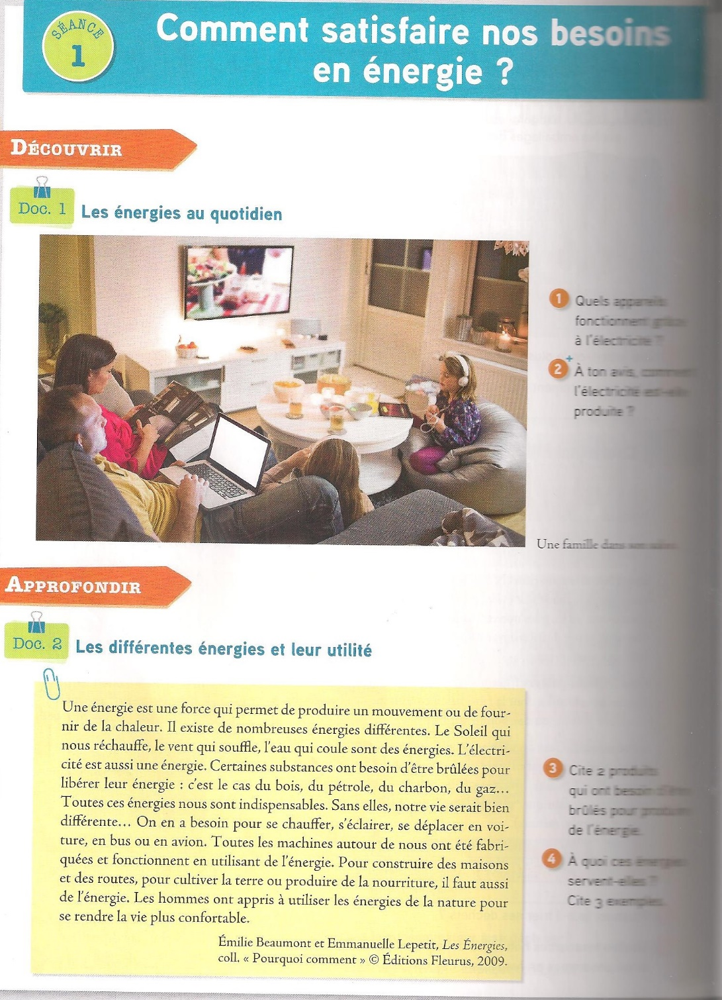 SÉANCE
1
Comment satisfaire nos besoins
en énergie ?
DÉCOUVRIR
Doc. 1 Les énergies au quotidien
1 Quels appareils
fonctionnent grâce
à l'électricité ?
2 + À ton avis, comment
l'électricité est-elle
produite ?
Une famille dans son salon.
APPROFONDIR
Doc. 2 Les différentes énergies et leur utilité
Une énergie est une force qui permet de produire un mouvement ou de four-
nir de la chaleur. Il existe de nombreuses énergies différentes. Le Soleil qui
nous réchauffe, le vent qui souffle, l'eau qui coule sont des énergies. L'électri-
cité est aussi une énergie. Certaines substances ont besoin d'être brûlées pour
libérer leur énergie : c'est le cas du bois, du pétrole, du charbon, du gaz...
Toutes ces énergies nous sont indispensables. Sans elles, notre vie serait bien
différente... On en a besoin pour se chauffer, s'éclairer, se déplacer en voi-
ture, en bus ou en avion. Toutes les machines autour de nous ont été fabri-
quées et fonctionnent en utilisant de l'énergie. Pour construire des maisons
et des routes, pour cultiver la terre ou produire de la nourriture, il faut aussi
de l'énergie. Les hommes ont appris à utiliser les énergies de la nature pour
se rendre la vie plus confortable.
Émilie Beaumont et Emmanuelle Lepetit, Les Énergies,
coll. « Pourquoi comment » © Éditions Fleurus, 2009.
3 Cite 2 produits
qui ont besoin d'être
brûlés pour produire
de l'énergie.
4 À quoi ces énergies
servent-elles ?
Cite 3 exemples.